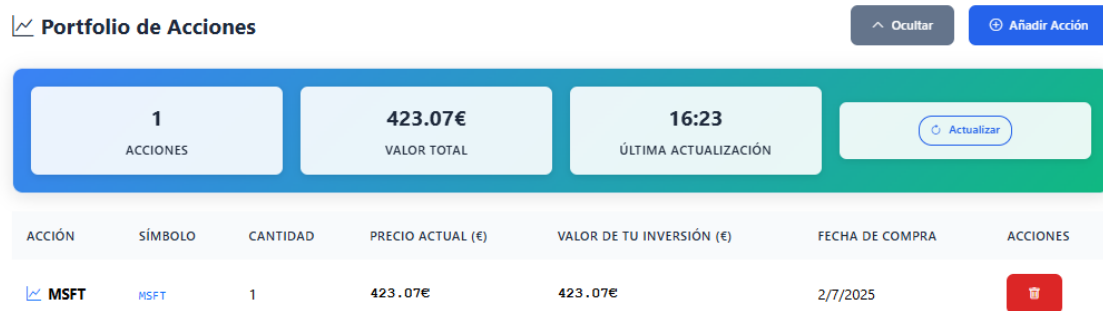 Portfolio de Acciones
Ocultar
Añadir Acción
1
ACCIONES
423.07€
VALOR TOTAL
16:23
ÚLTIMA ACTUALIZACIÓN
Actualizar
ACCIÓN SÍMBOLO CANTIDAD PRECIO ACTUAL (€) VALOR DE TU INVERSIÓN (€) FECHA DE COMPRA ACCIONES
MSFT MSFT 1 423.07€ 423.07€ 2/7/2025